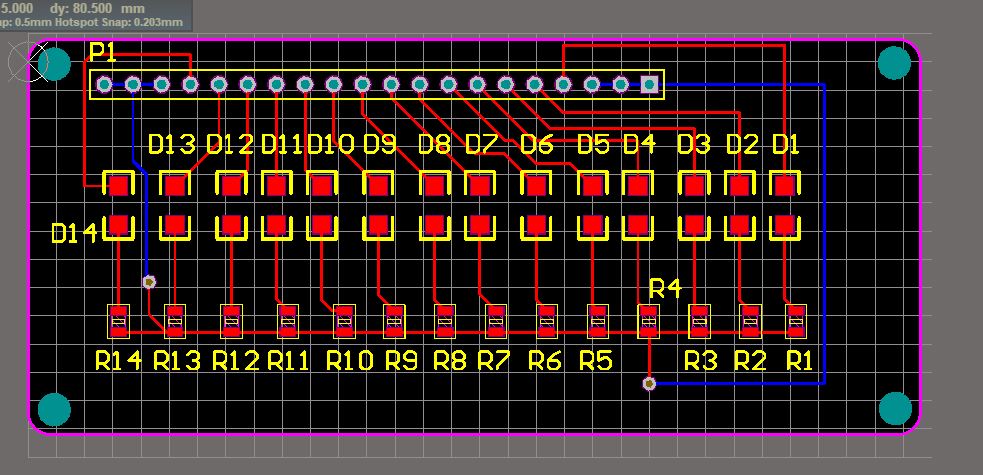 5.000 dy: 80.500 mm
ap: 0.5mm Hotspot Snap: 0.203mm
P1
D13 D12 D11 D10 D9 D8 D7 D6 D5 D4 D3 D2 D1
D14
R4
R14 R13 R12 R11 R10 R9 R8 R7 R6 R5 R3 R2 R1